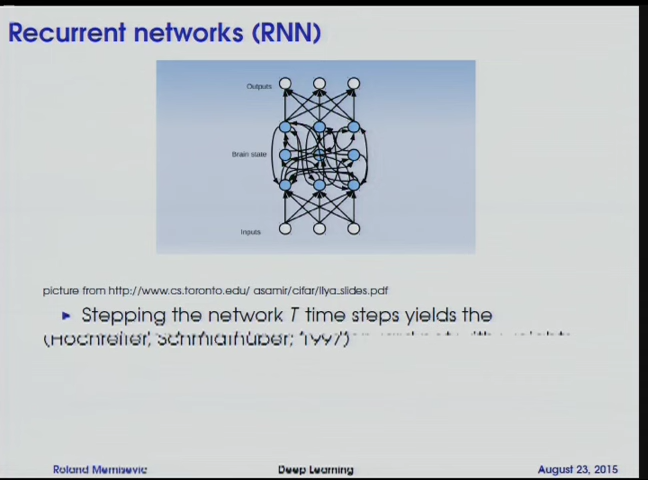 Recurrent networks (RNN)
Outputs
Brain state
Inputs
picture from http://www.cs.toronto.edu/ asamir/cifar/Ilya_slides.pdf
Stepping the network T time steps yields the
(Hochreiter, Schmidhuber; 1997)
Roland Memisevic Deep Learning August 23, 2015